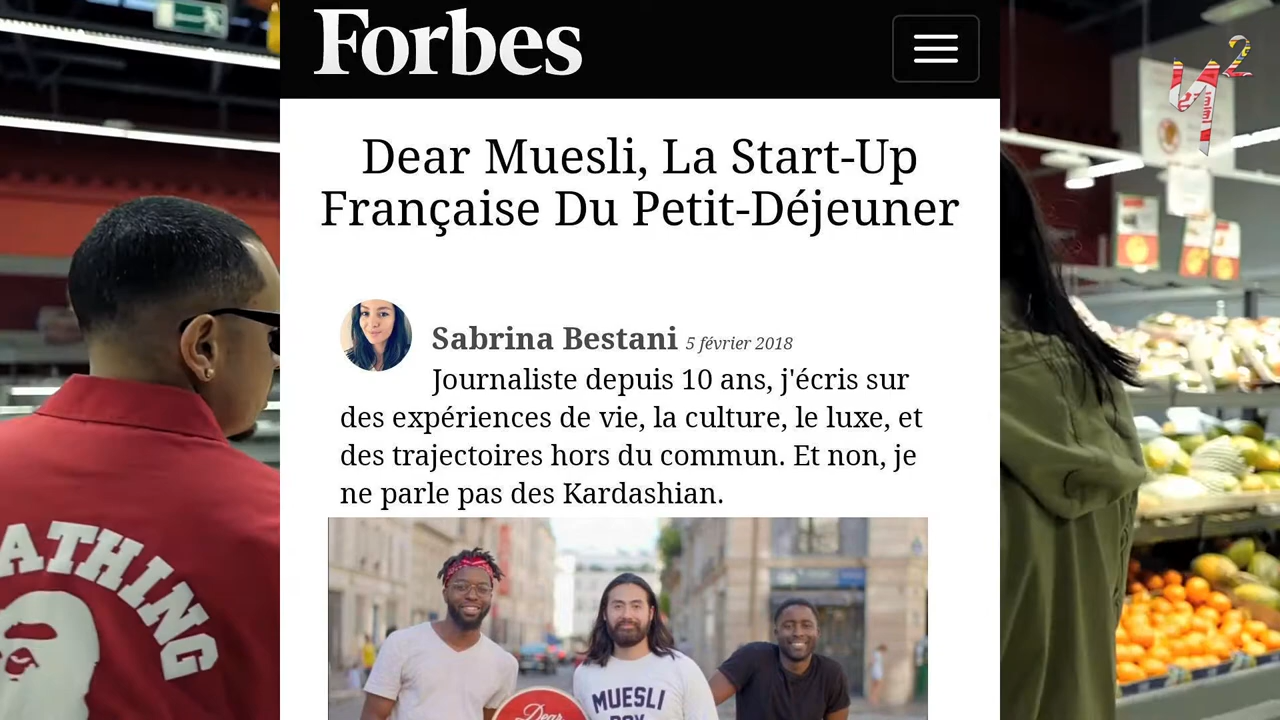 Forbes
Dear Muesli, La Start-Up
Française Du Petit-Déjeuner
Sabrina Bestani 5 février 2018
Journaliste depuis 10 ans, j'écris sur
des expériences de vie, la culture, le luxe, et
des trajectoires hors du commun. Et non, je
ne parle pas des Kardashian.
ATHING
Dear
MUESLI
BOY